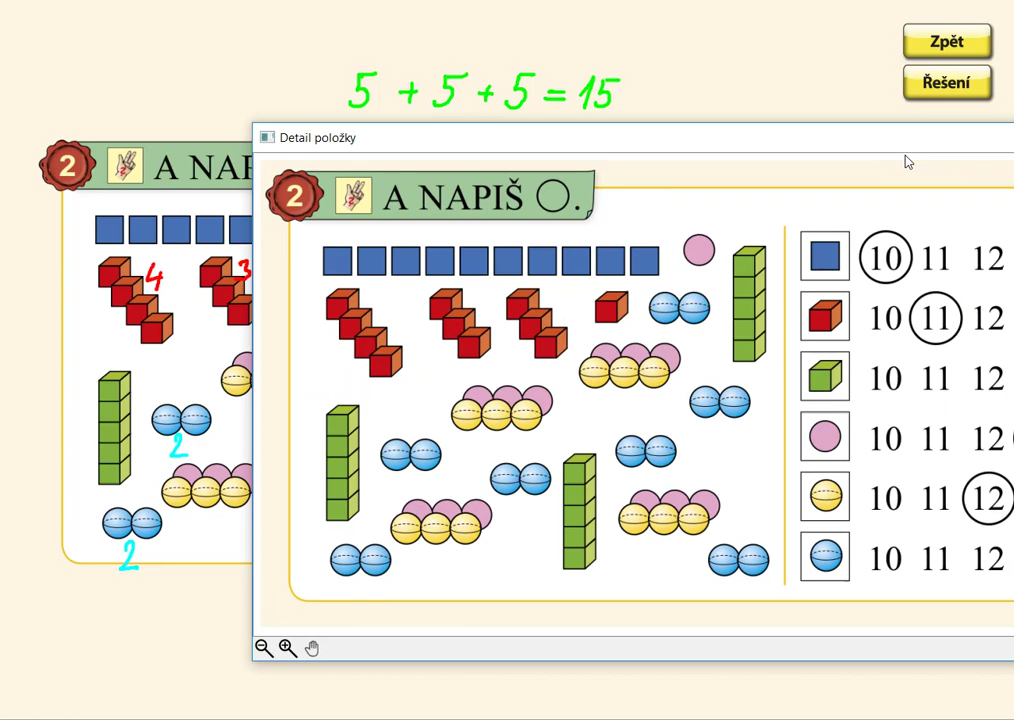 Zpět
Řešení
5 + 5 + 5 = 15
Detail položky
2 A NAP
4
3
2
2
2 2 A NAPIŠ ○.
10 11 12
10 11 12
10 11 12
10 11 12
10 11 12
10 11 12